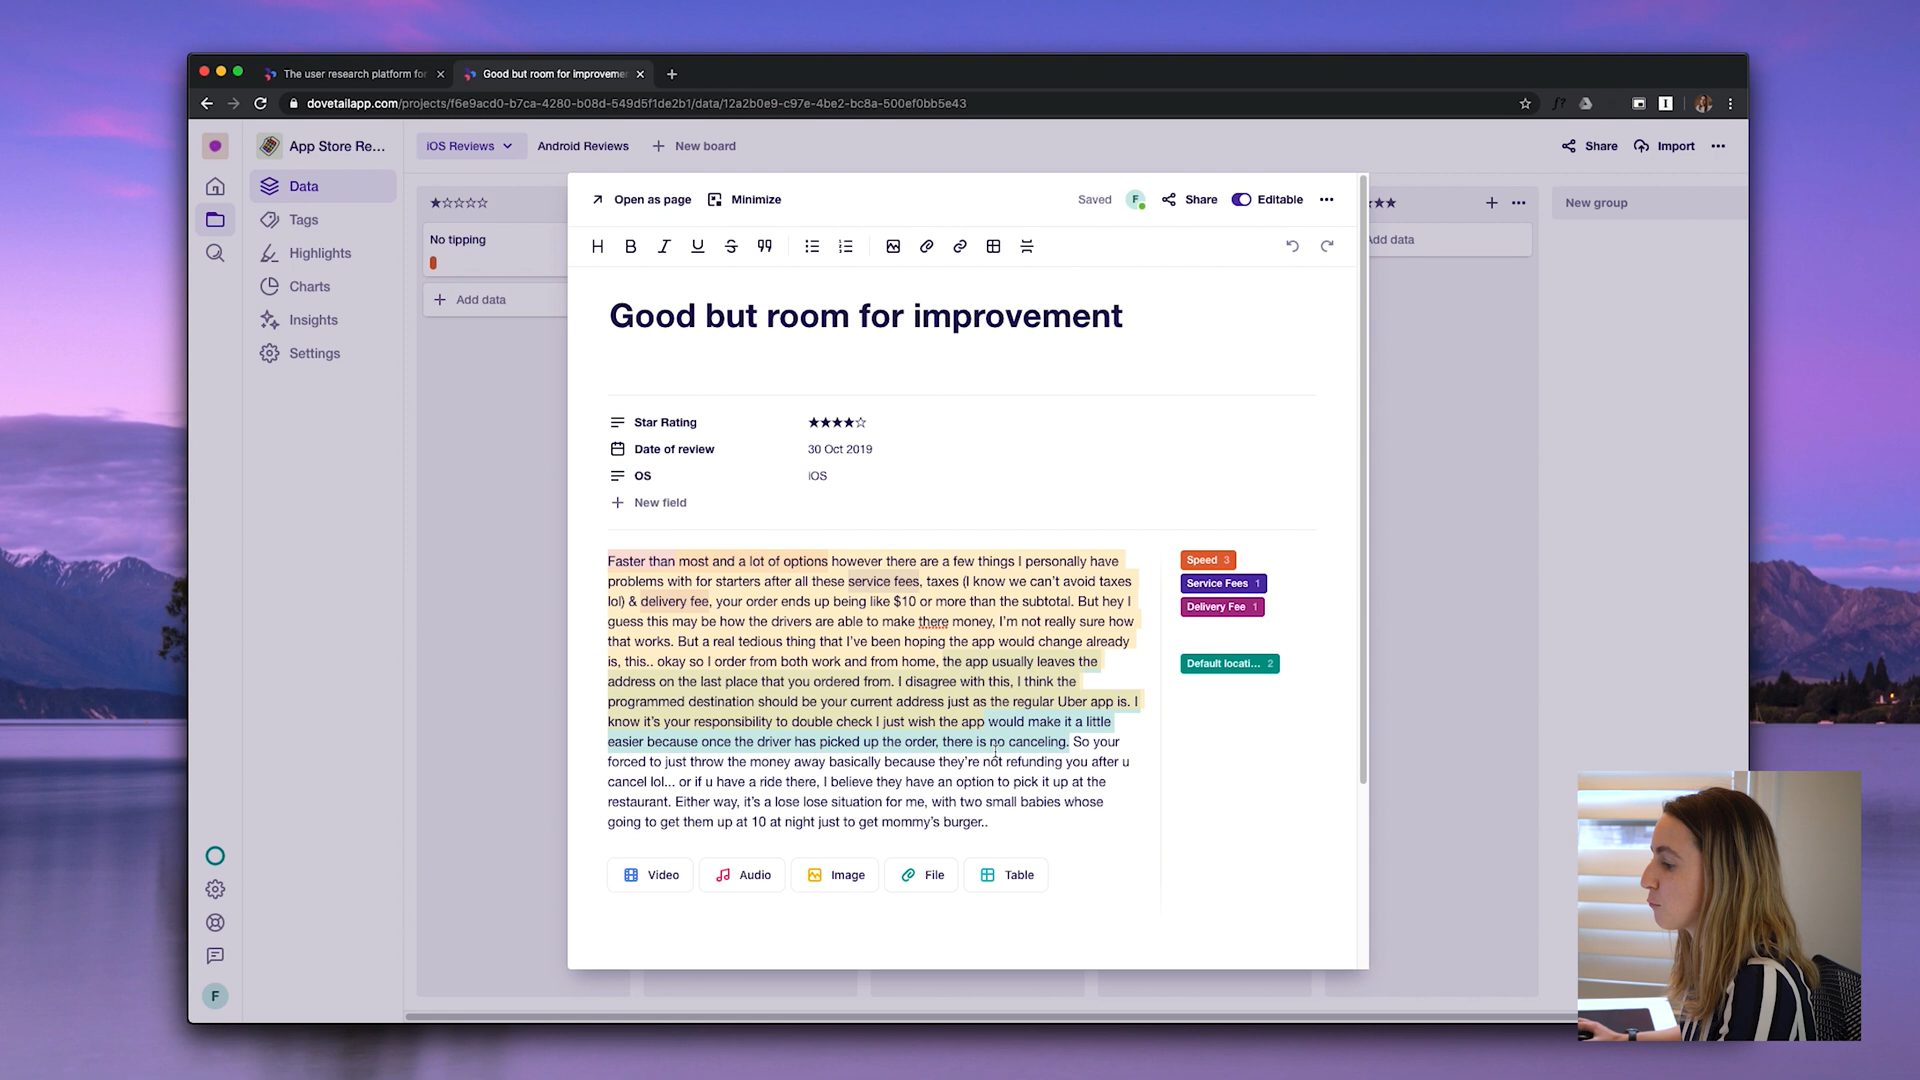 The user research platform for
Good but room for improveme
dovetailapp.com/projects/f6e9acd0-b7ca-4280-b08d-549d5f1de2b1/data/12a2b0e9-c97e-4be2-bc8a-500ef0bb5e43
App Store Re...
iOS Reviews
Android Reviews
New board
Share
Import
Data
Tags
Highlights
Charts
Insights
Settings
F
★☆☆☆☆
No tipping
Add data
★★
Add data
New group
Open as page
Minimize
Saved
F
Share
Editable
Good but room for improvement
Star Rating ★★★★☆
Date of review 30 Oct 2019
OS iOS
New field
Faster than most and a lot of options however there are a few things I personally have
problems with for starters after all these service fees, taxes (I know we can't avoid taxes
lol) & delivery fee, your order ends up being like $10 or more than the subtotal. But hey I
guess this may be how the drivers are able to make there money, I'm not really sure how
that works. But a real tedious thing that I've been hoping the app would change already
is, this.. okay so I order from both work and from home, the app usually leaves the
address on the last place that you ordered from. I disagree with this, I think the
programmed destination should be your current address just as the regular Uber app is. I
know it's your responsibility to double check I just wish the app would make it a little
easier because once the driver has picked up the order, there is no canceling. So your
forced to just throw the money away basically because they're not refunding you after u
cancel lol... or if u have a ride there, I believe they have an option to pick it up at the
restaurant. Either way, it's a lose lose situation for me, with two small babies whose
going to get them up at 10 at night just to get mommy's burger..
Speed 3
Service Fees 1
Delivery Fee 1
Default locati... 2
Video
Audio
Image
File
Table